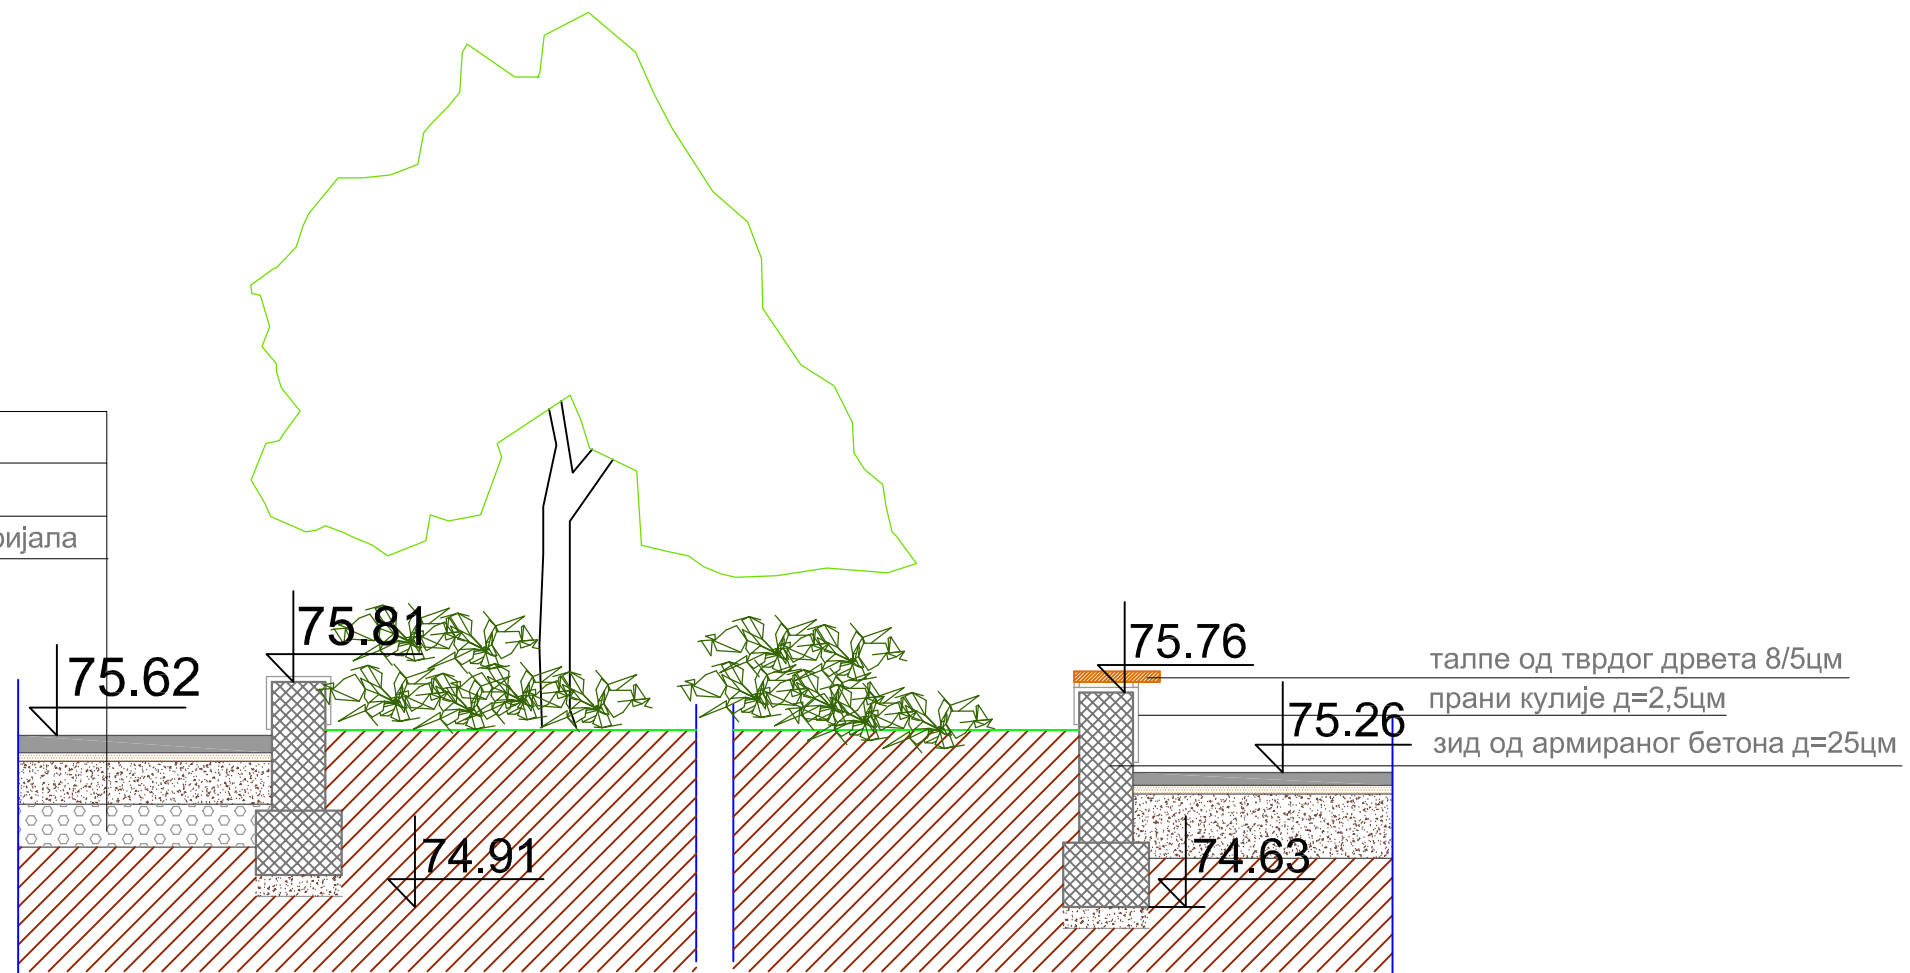 75.81
75.62
74.91
75.76
75.26
74.63
талпе од тврдог дрвета 8/5цм
прани кулије д=2,5цм
зид од армираног бетона д=25цм